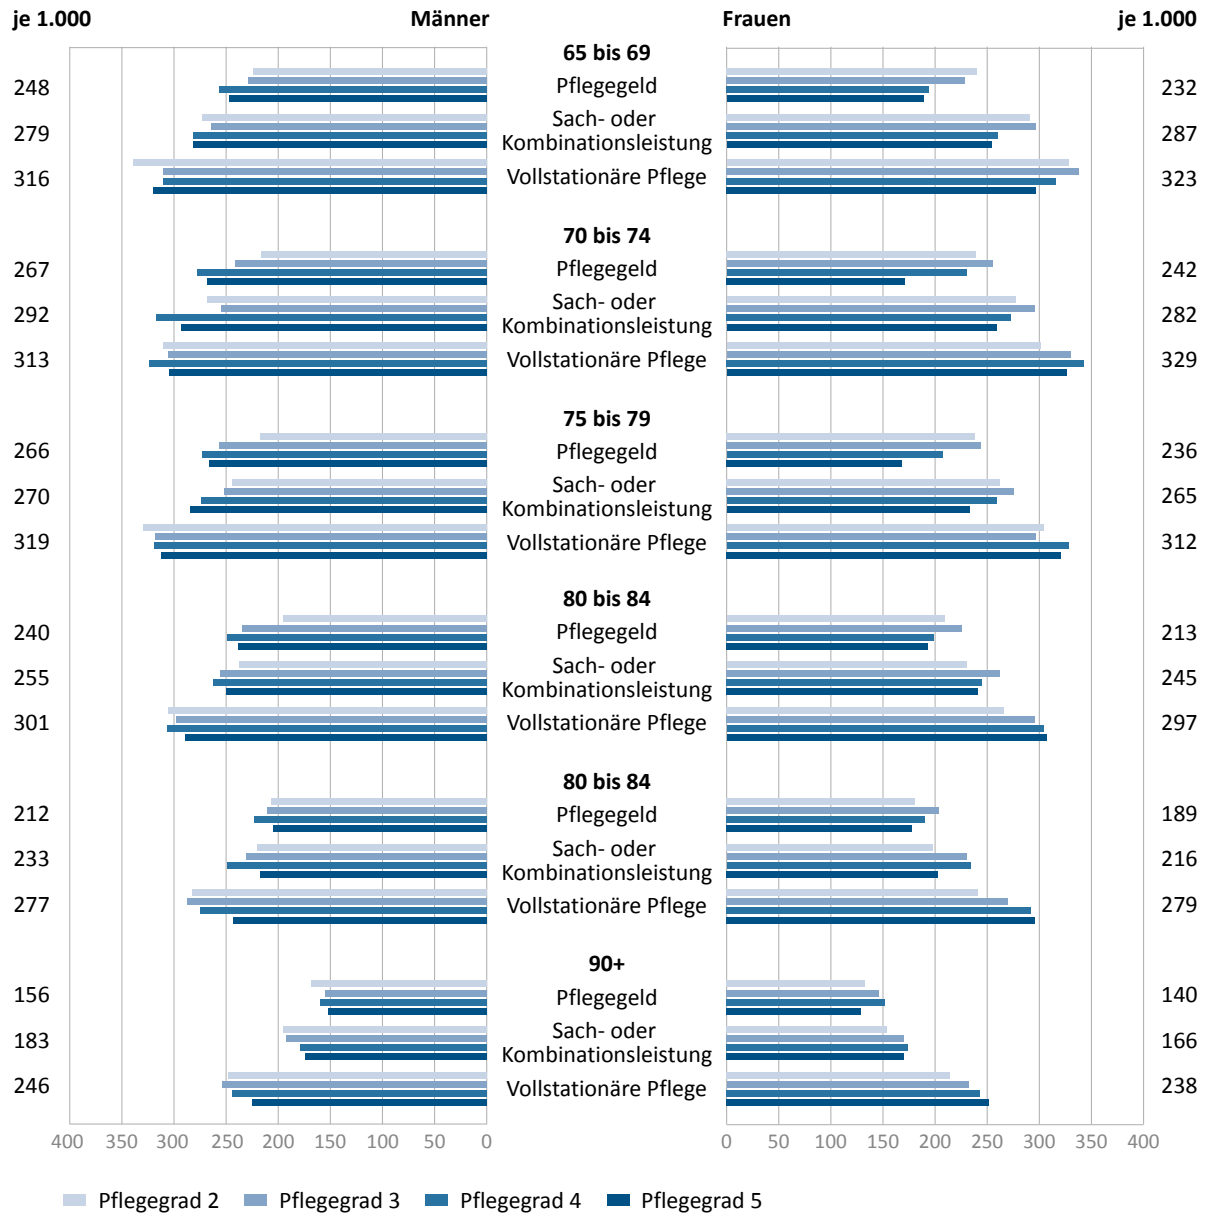 je 1.000 Männer Frauen je 1.000
65 bis 69
248 Pflegegeld 232
279 Sach- oder Kombinationsleistung 287
316 Vollstationäre Pflege 323
70 bis 74
267 Pflegegeld 242
292 Sach- oder Kombinationsleistung 282
313 Vollstationäre Pflege 329
75 bis 79
266 Pflegegeld 236
270 Sach- oder Kombinationsleistung 265
319 Vollstationäre Pflege 312
80 bis 84
240 Pflegegeld 213
255 Sach- oder Kombinationsleistung 245
301 Vollstationäre Pflege 297
80 bis 84
212 Pflegegeld 189
233 Sach- oder Kombinationsleistung 216
277 Vollstationäre Pflege 279
90+
156 Pflegegeld 140
183 Sach- oder Kombinationsleistung 166
246 Vollstationäre Pflege 238
400 350 300 250 200 150 100 50 0 0 50 100 150 200 250 300 350 400
Pflegegrad 2 Pflegegrad 3 Pflegegrad 4 Pflegegrad 5